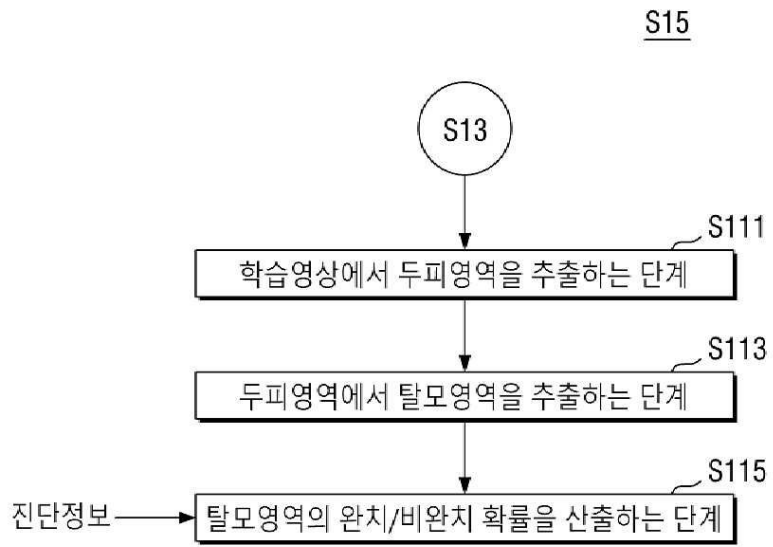 S15
S13
S111
학습영상에서 두피영역을 추출하는 단계
S113
두피영역에서 탈모영역을 추출하는 단계
S115
진단정보
탈모영역의 완치/비완치 확률을 산출하는 단계